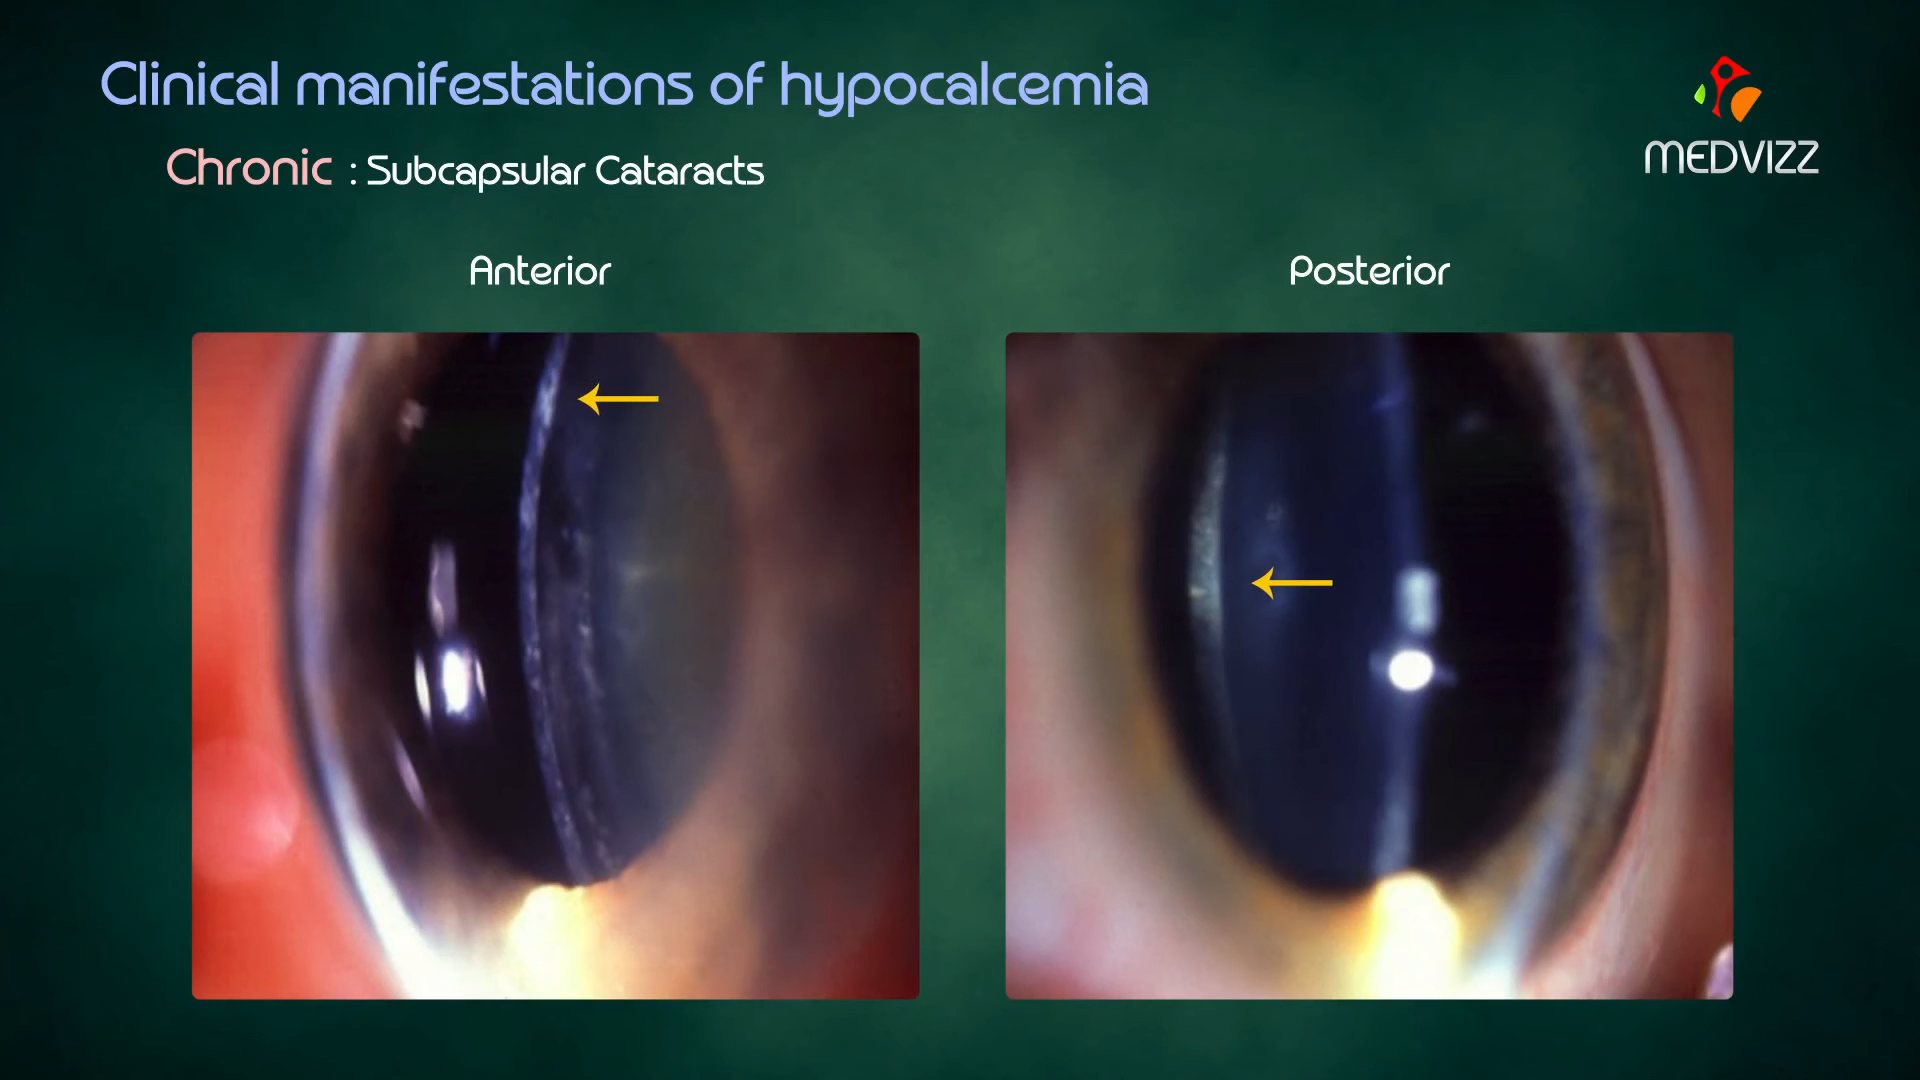 Clinical manifestations of hypocalcemia
MEDVIZZ
Chronic : Subcapsular Cataracts
Anterior
Posterior